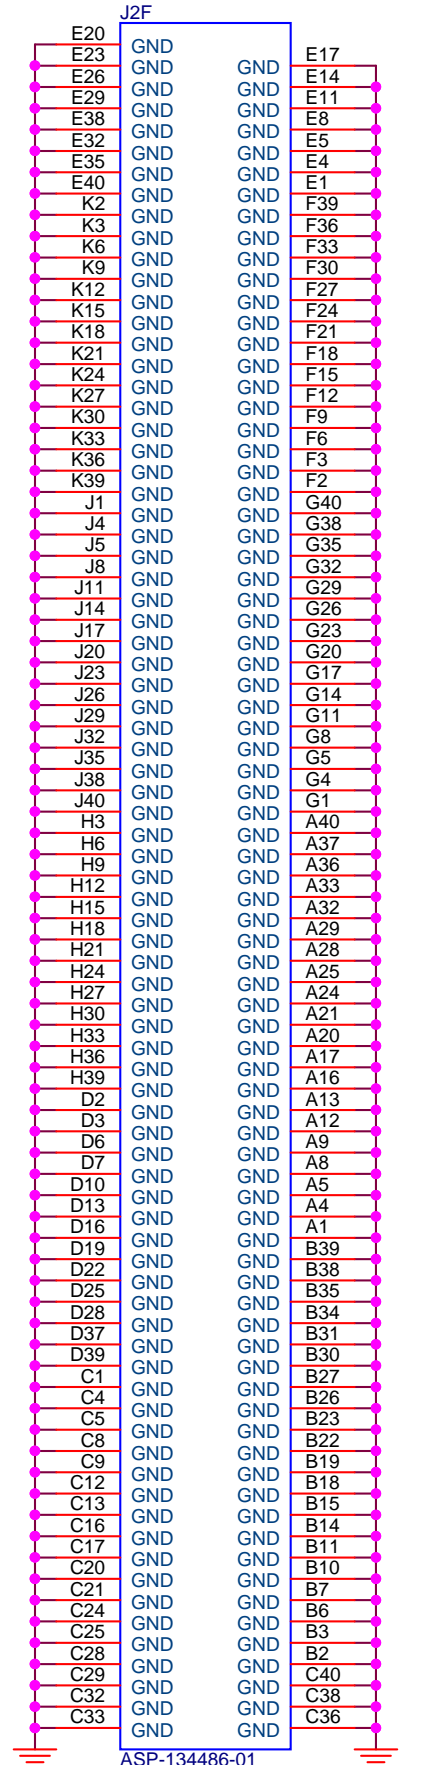 J2F
E20 GND
E23 GND GND E17
E26 GND GND E14
E29 GND GND E11
E38 GND GND E8
E32 GND GND E5
E35 GND GND E4
E40 GND GND E1
K2 GND GND F39
K3 GND GND F36
K6 GND GND F33
K9 GND GND F30
K12 GND GND F27
K15 GND GND F24
K18 GND GND F21
K21 GND GND F18
K24 GND GND F15
K27 GND GND F12
K30 GND GND F9
K33 GND GND F6
K36 GND GND F3
K39 GND GND F2
J1 GND GND G40
J4 GND GND G38
J5 GND GND G35
J8 GND GND G32
J11 GND GND G29
J14 GND GND G26
J17 GND GND G23
J20 GND GND G20
J23 GND GND G17
J26 GND GND G14
J29 GND GND G11
J32 GND GND G8
J35 GND GND G5
J38 GND GND G4
J40 GND GND G1
H3 GND GND A40
H6 GND GND A37
H9 GND GND A36
H12 GND GND A33
H15 GND GND A32
H18 GND GND A29
H21 GND GND A28
H24 GND GND A25
H27 GND GND A24
H30 GND GND A21
H33 GND GND A20
H36 GND GND A17
H39 GND GND A16
D2 GND GND A13
D3 GND GND A12
D6 GND GND A9
D7 GND GND A8
D10 GND GND A5
D13 GND GND A4
D16 GND GND A1
D19 GND GND B39
D22 GND GND B38
D25 GND GND B35
D28 GND GND B34
D37 GND GND B31
D39 GND GND B30
C1 GND GND B27
C4 GND GND B26
C5 GND GND B23
C8 GND GND B22
C9 GND GND B19
C12 GND GND B18
C13 GND GND B15
C16 GND GND B14
C17 GND GND B11
C20 GND GND B10
C21 GND GND B7
C24 GND GND B6
C25 GND GND B3
C28 GND GND B2
C29 GND GND C40
C32 GND GND C38
C33 GND GND C36
ASP-134486-01